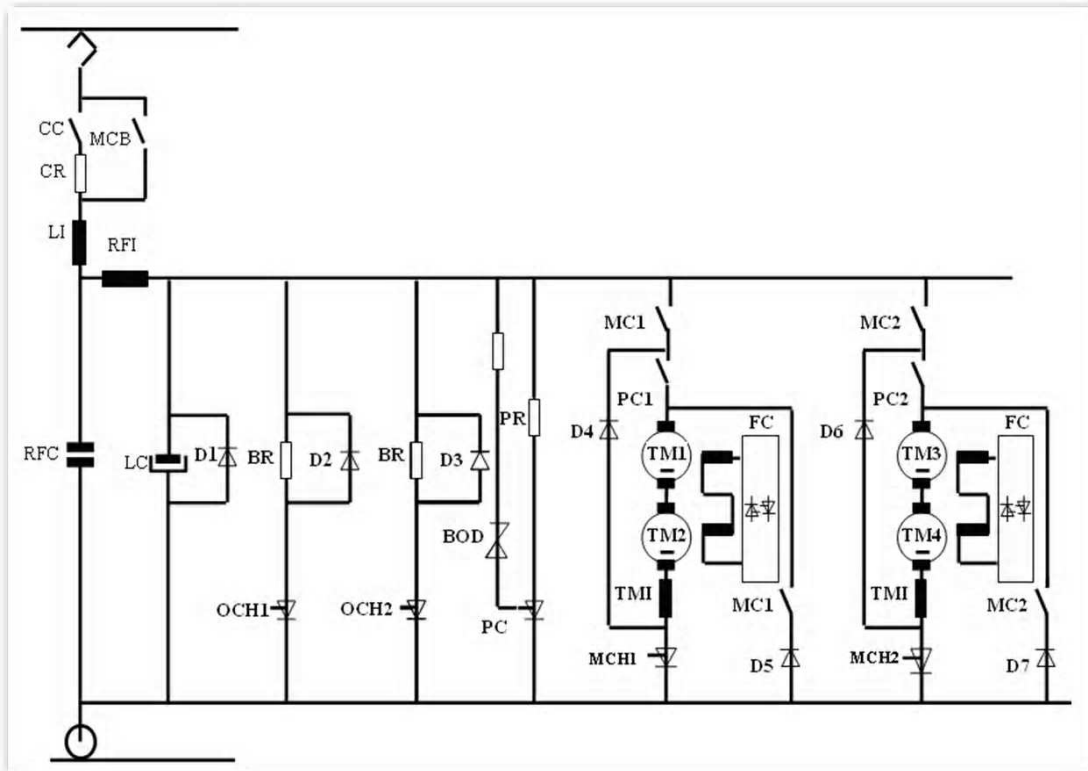 CC
MCB
CR
LI
RFI
MC1
MC2
PC1
PC2
FC
FC
PR
D4
D6
TM1
TM3
RFC
LC
D1
BR
D2
BR
D3
BOD
TM2
TM4
TMI
MC1
TMI
MC2
OCH1
OCH2
PC
MCH1
D5
MCH2
D7